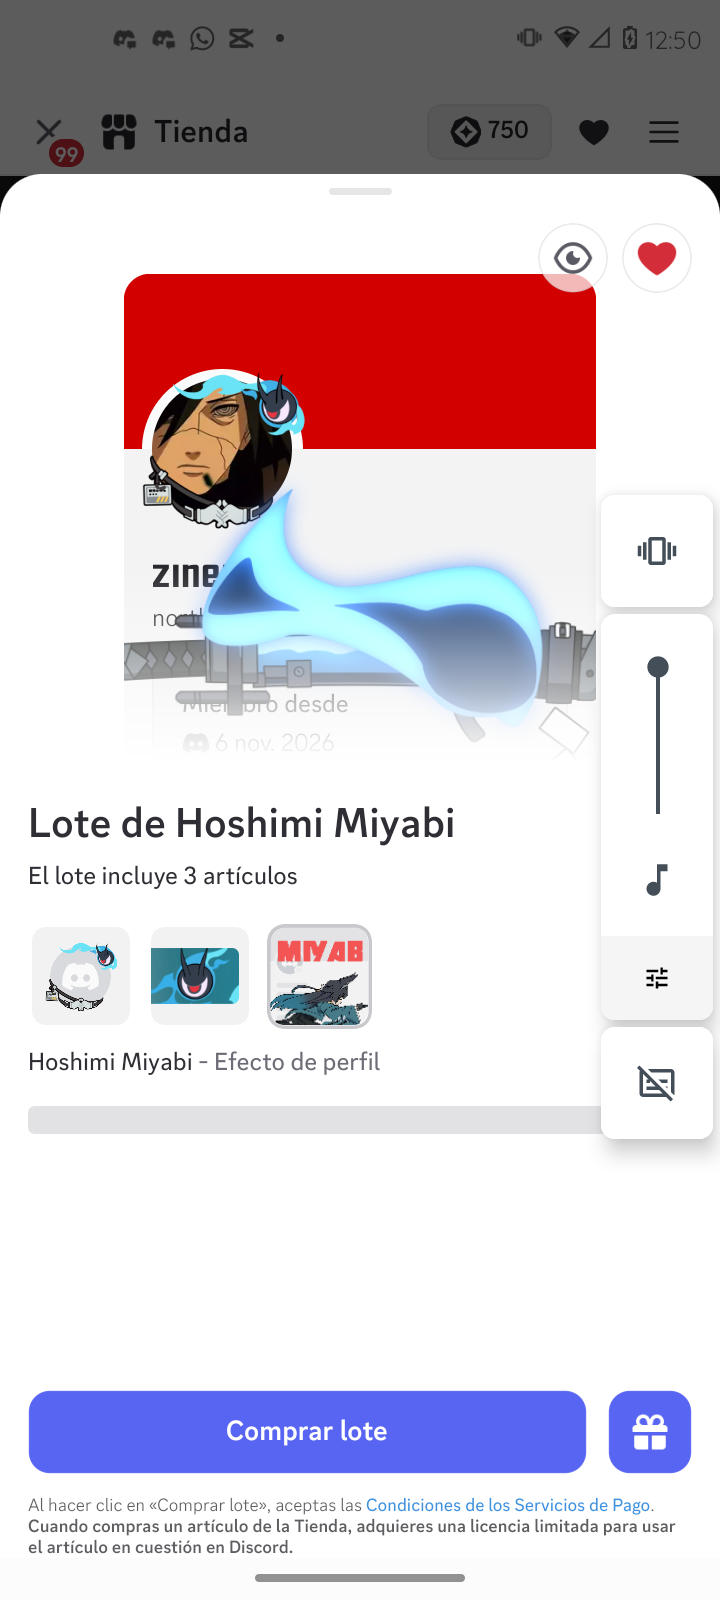 12:50
99
Tienda
750
zine
nor
Miembro desde
6 nov. 2026
Lote de Hoshimi Miyabi
El lote incluye 3 artículos
MIYAB
Hoshimi Miyabi - Efecto de perfil
Comprar lote
Al hacer clic en «Comprar lote», aceptas las Condiciones de los Servicios de Pago.
Cuando compras un artículo de la Tienda, adquieres una licencia limitada para usar
el artículo en cuestión en Discord.